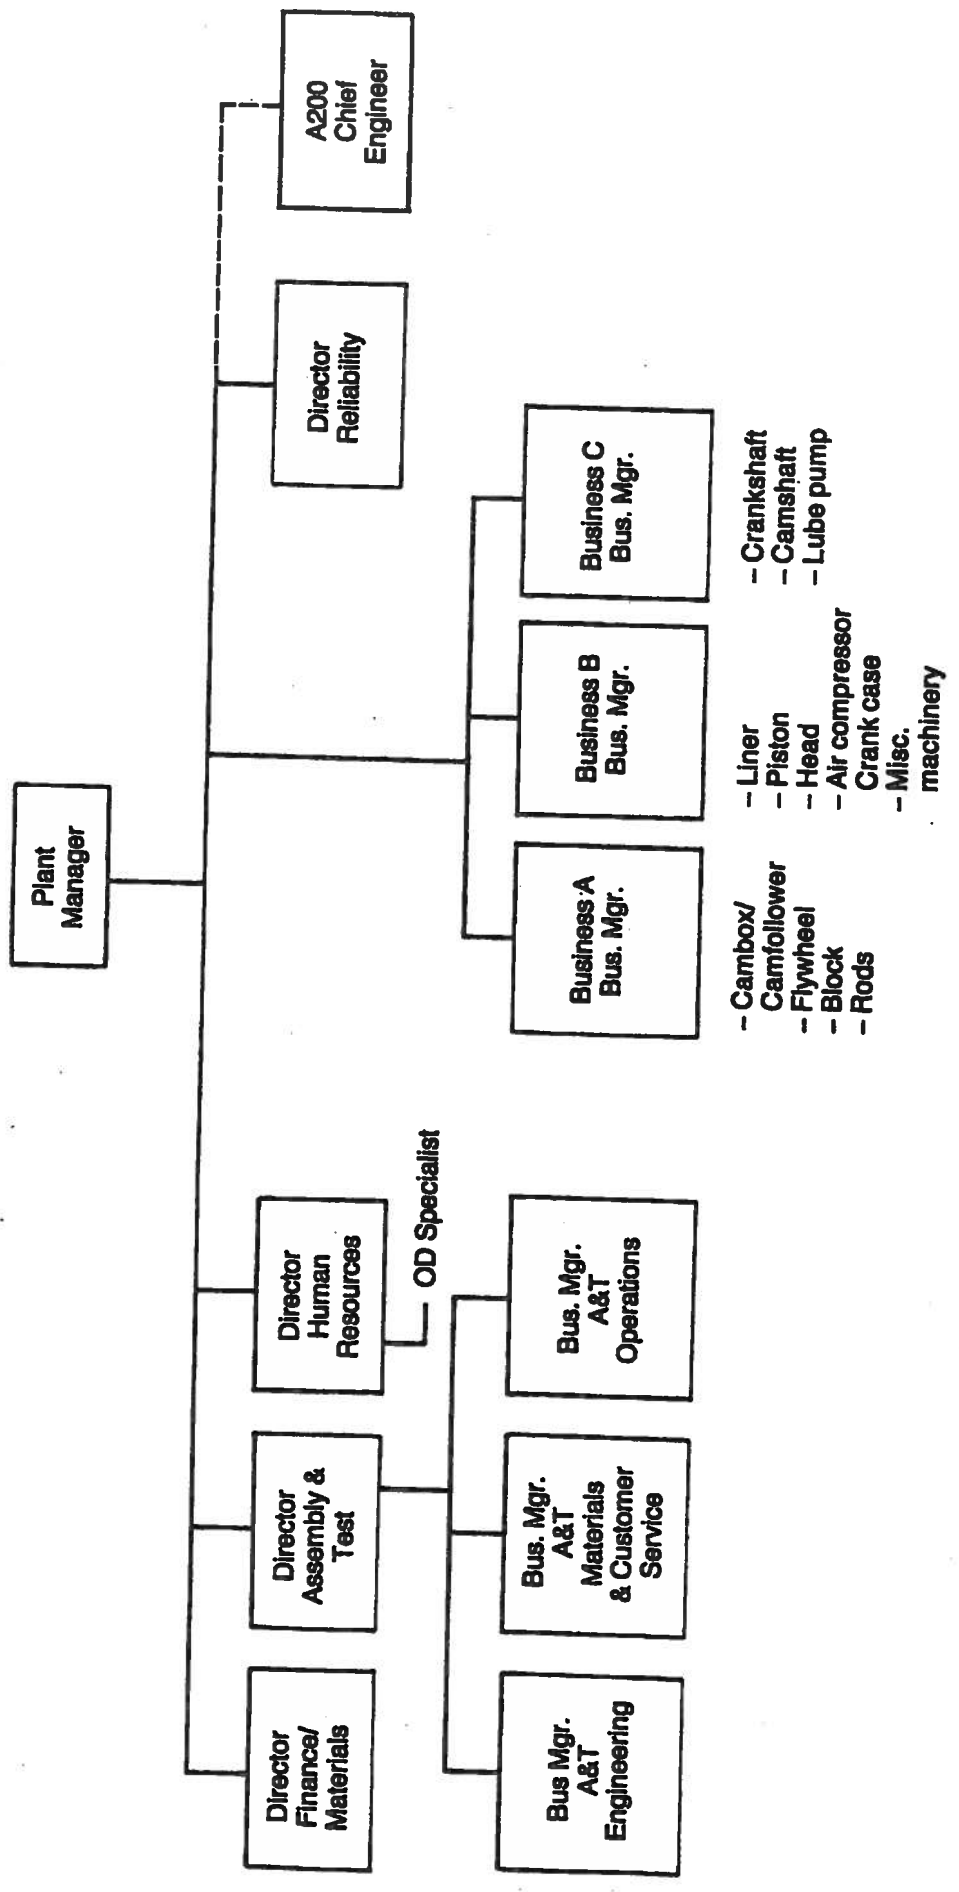 Plant
Manager
Director
Finance/
Materials
Director
Assembly &
Test
Director
Human
Resources
Director
Reliability
A200
Chief
Engineer
OD Specialist
Bus Mgr.
A&T
Engineering
Bus. Mgr.
A&T
Materials
& Customer
Service
Bus. Mgr.
A&T
Operations
Business A
Bus. Mgr.
Business B
Bus. Mgr.
Business C
Bus. Mgr.
– Cambox/
Camfollower
– Flywheel
– Block
– Rods
– Liner
– Piston
– Head
– Air compressor
Crank case
– Misc.
machinery
– Crankshaft
– Camshaft
– Lube pump